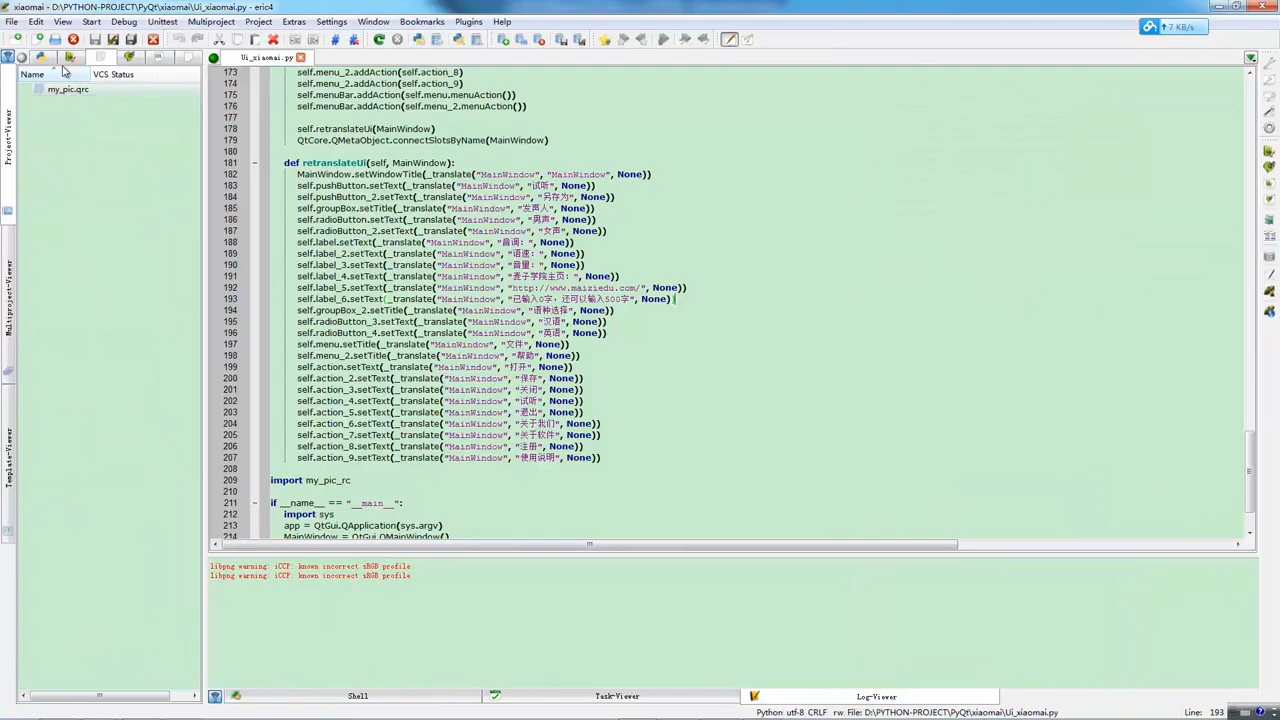 xiaomai - D:\PYTHON-PROJECT\PyQt\xiaomai\Ui_xiaomai.py - eric4
File Edit View Start Debug Unittest Multiproject Project Extras Settings Window Bookmarks Plugins Help
7 KB/s
Ui_xiaomai.py
Name VCS Status
my_pic.qrc
Project-Viewer
Multiproject-Viewer
Template-Viewer
173 self.menu_2.addAction(self.action_8)
174 self.menu_2.addAction(self.action_9)
175 self.menuBar.addAction(self.menu.menuAction())
176 self.menuBar.addAction(self.menu_2.menuAction())
177
178 self.retranslateUi(MainWindow)
179 QtCore.QMetaObject.connectSlotsByName(MainWindow)
180
181 def retranslateUi(self, MainWindow):
182 MainWindow.setWindowTitle(_translate("MainWindow", "MainWindow", None))
183 self.pushButton.setText(_translate("MainWindow", "试听", None))
184 self.pushButton_2.setText(_translate("MainWindow", "另存为", None))
185 self.groupBox.setTitle(_translate("MainWindow", "发声人", None))
186 self.radioButton.setText(_translate("MainWindow", "男声", None))
187 self.radioButton_2.setText(_translate("MainWindow", "女声", None))
188 self.label.setText(_translate("MainWindow", "音调：", None))
189 self.label_2.setText(_translate("MainWindow", "语速：", None))
190 self.label_3.setText(_translate("MainWindow", "音量：", None))
191 self.label_4.setText(_translate("MainWindow", "麦子学院主页：", None))
192 self.label_5.setText(_translate("MainWindow", "http://www.maiziedu.com/", None))
193 self.label_6.setText(_translate("MainWindow", "已输入0字，还可以输入500字", None))
194 self.groupBox_2.setTitle(_translate("MainWindow", "语种选择", None))
195 self.radioButton_3.setText(_translate("MainWindow", "汉语", None))
196 self.radioButton_4.setText(_translate("MainWindow", "英语", None))
197 self.menu.setTitle(_translate("MainWindow", "文件", None))
198 self.menu_2.setTitle(_translate("MainWindow", "帮助", None))
199 self.action.setText(_translate("MainWindow", "打开", None))
200 self.action_2.setText(_translate("MainWindow", "保存", None))
201 self.action_3.setText(_translate("MainWindow", "关闭", None))
202 self.action_4.setText(_translate("MainWindow", "试听", None))
203 self.action_5.setText(_translate("MainWindow", "退出", None))
204 self.action_6.setText(_translate("MainWindow", "关于我们", None))
205 self.action_7.setText(_translate("MainWindow", "关于软件", None))
206 self.action_8.setText(_translate("MainWindow", "注册", None))
207 self.action_9.setText(_translate("MainWindow", "使用说明", None))
208
209 import my_pic_rc
210
211 if __name__ == "__main__":
212 import sys
213 app = QtGui.QApplication(sys.argv)
214 MainWindow = QtGui.QMainWindow()
libpng warning: iCCP: known incorrect sRGB profile
libpng warning: iCCP: known incorrect sRGB profile
Shell Task-Viewer Log-Viewer
Python utf-8 CRLF rw File: D:\PYTHON-PROJECT\PyQt\xiaomai\Ui_xiaomai.py Line: 193